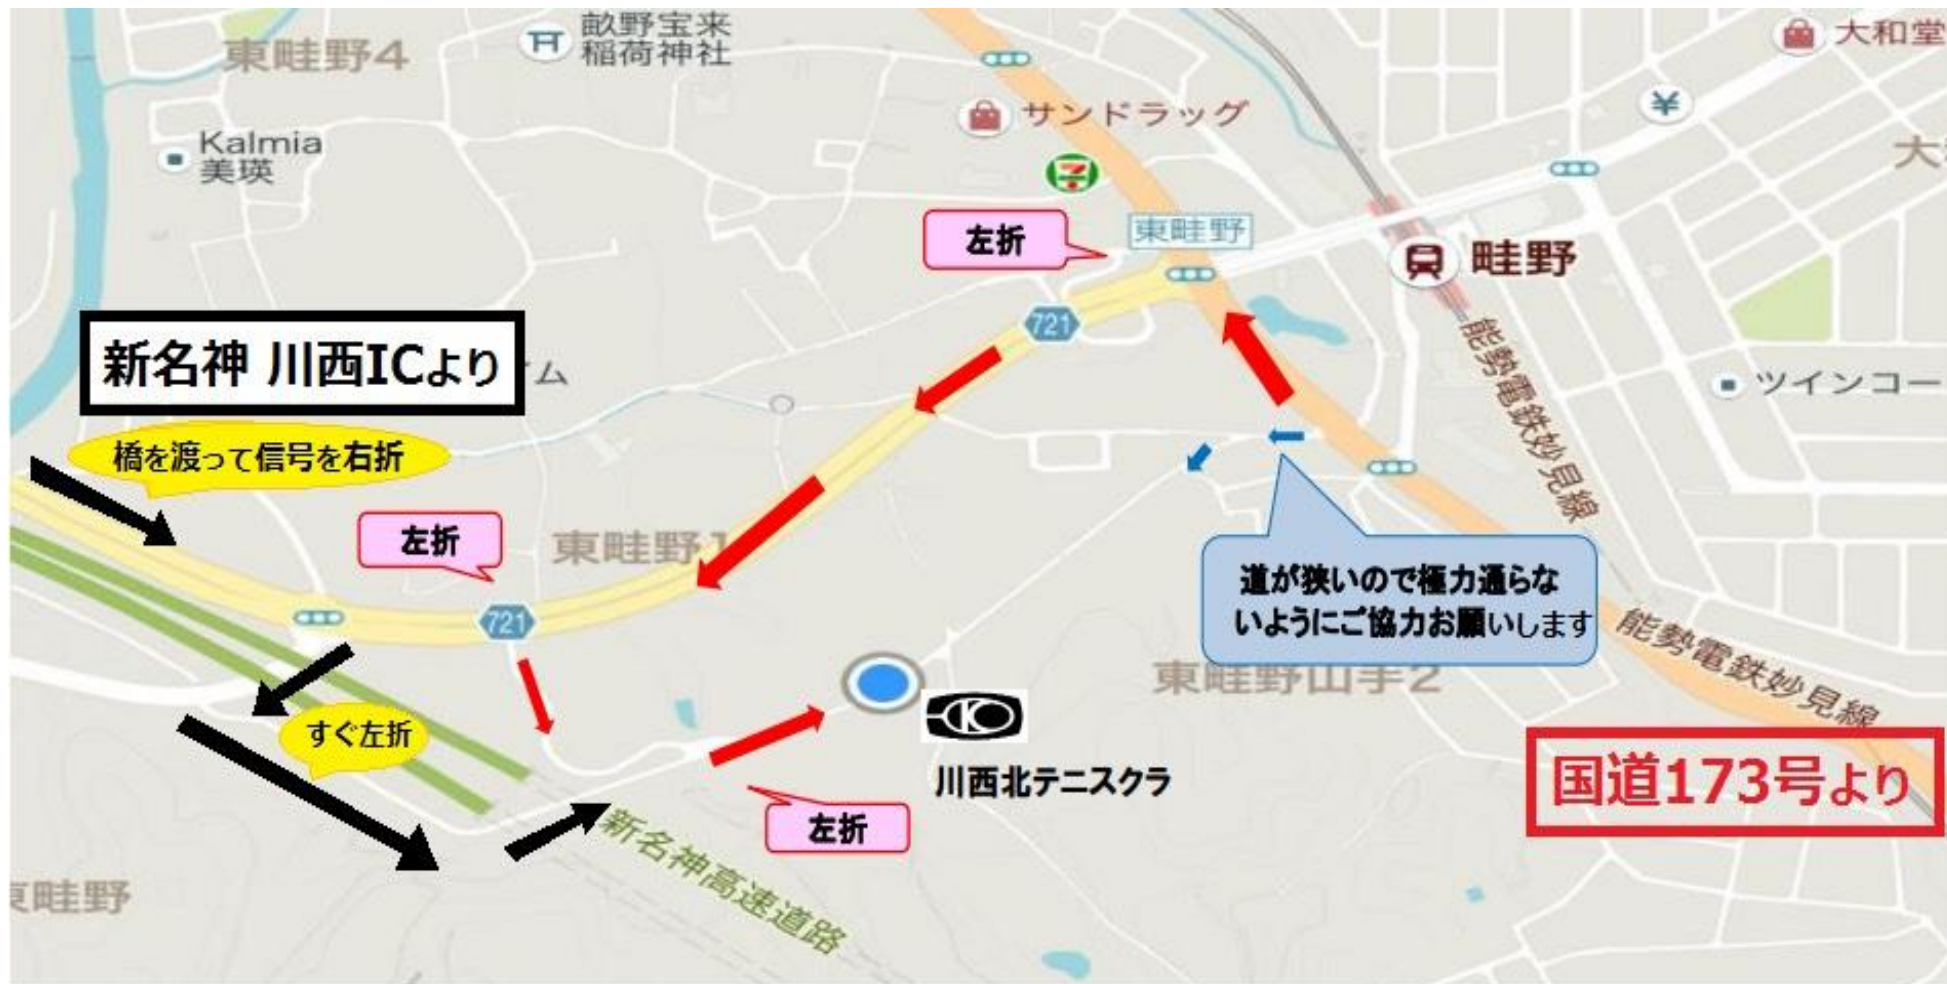 畝野宝来
稲荷神社
大和堂
東畦野4
サンドラッグ
Kalmia
美瑛
東畦野
左折
畦野
721
新名神 川西ICより
ム
ツインコー
能勢電鉄妙見線
橋を渡って信号を右折
左折
東畦野1
道が狭いので極力通らな
いようにご協力お願いします
721
能勢電鉄妙見線
東畦野山手2
すぐ左折
国道173号より
川西北テニスクラ
左折
新名神高速道路
東畦野